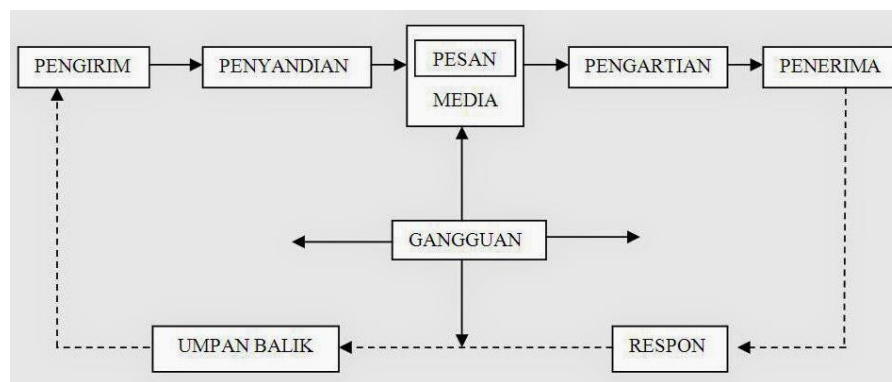 PENGIRIM
PENYANDIAN
PESAN
MEDIA
PENGARTIAN
PENERIMA
GANGGUAN
UMPAN BALIK
RESPON